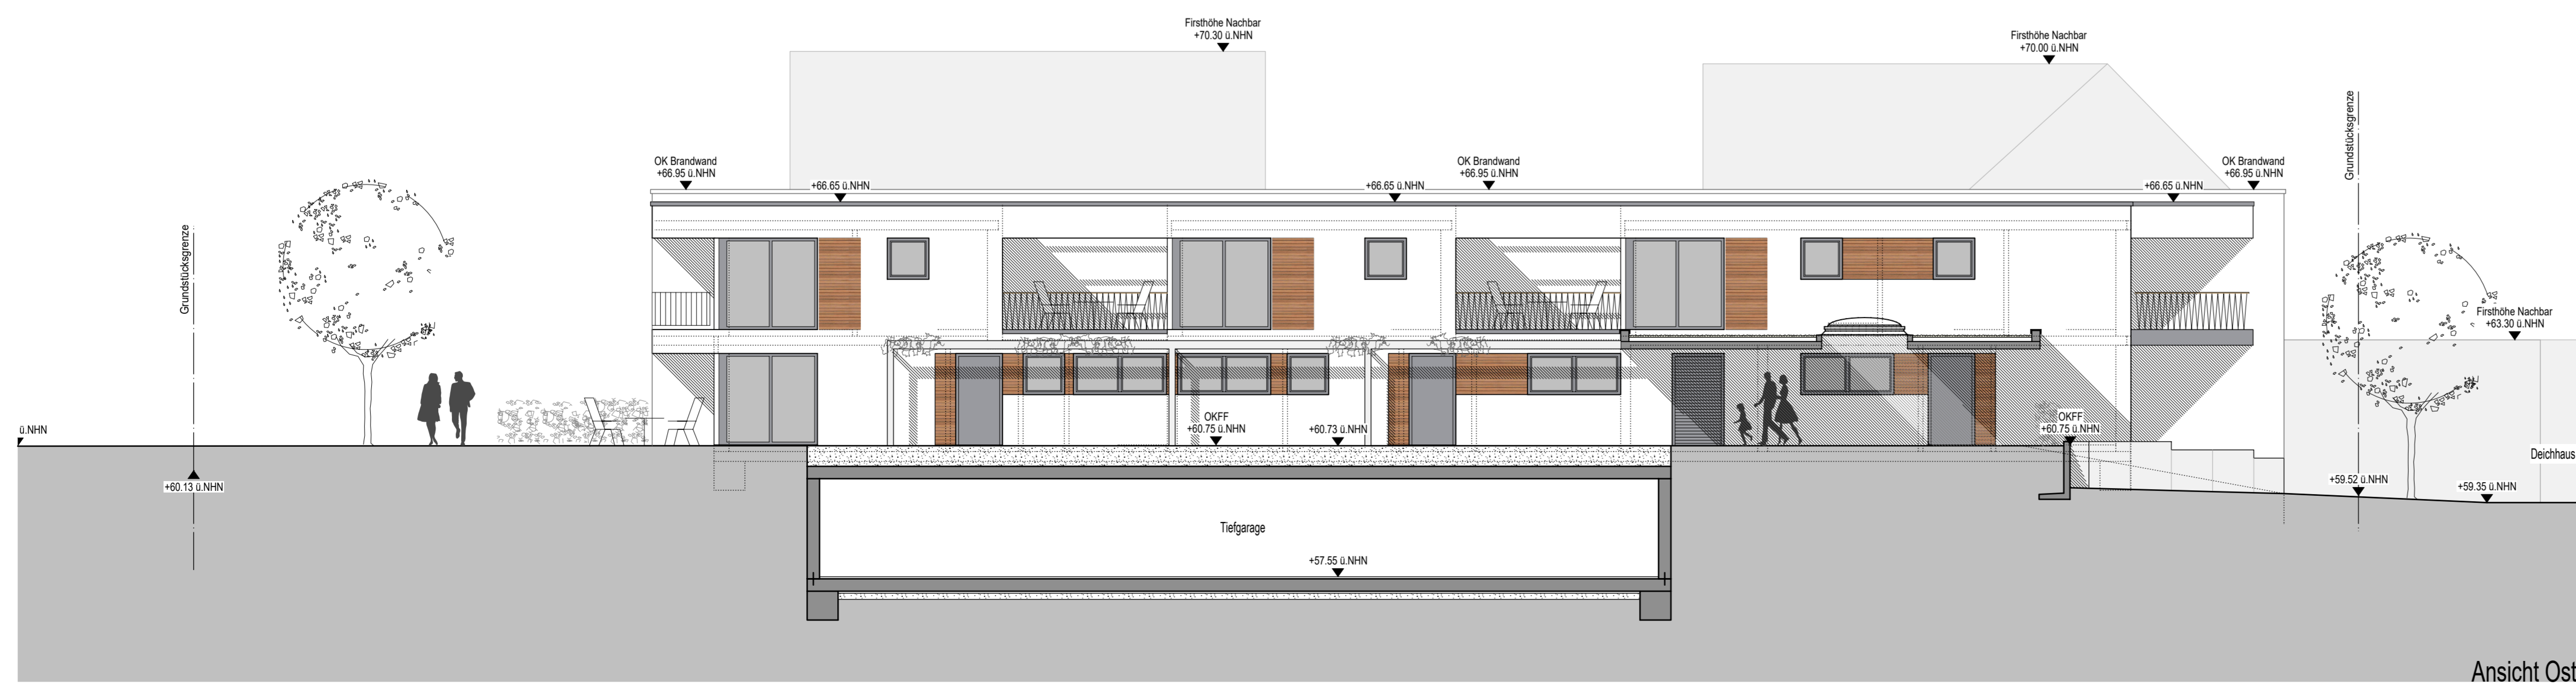 Firsthöhe Nachbar
+70.30 ü.NHN
Firsthöhe Nachbar
+70.00 ü.NHN
Grundstücksgrenze
OK Brandwand
+66.95 ü.NHN
OK Brandwand
+66.95 ü.NHN
OK Brandwand
+66.95 ü.NHN
+66.65 ü.NHN
+66.65 ü.NHN
+66.65 ü.NHN
Grundstücksgrenze
Firsthöhe Nachbar
+63.30 ü.NHN
OKFF
+60.75 ü.NHN
+60.73 ü.NHN
OKFF
+60.75 ü.NHN
ü.NHN
Deichhaus
+60.13 ü.NHN
+59.52 ü.NHN
+59.35 ü.NHN
Tiefgarage
+57.55 ü.NHN
Ansicht Ost